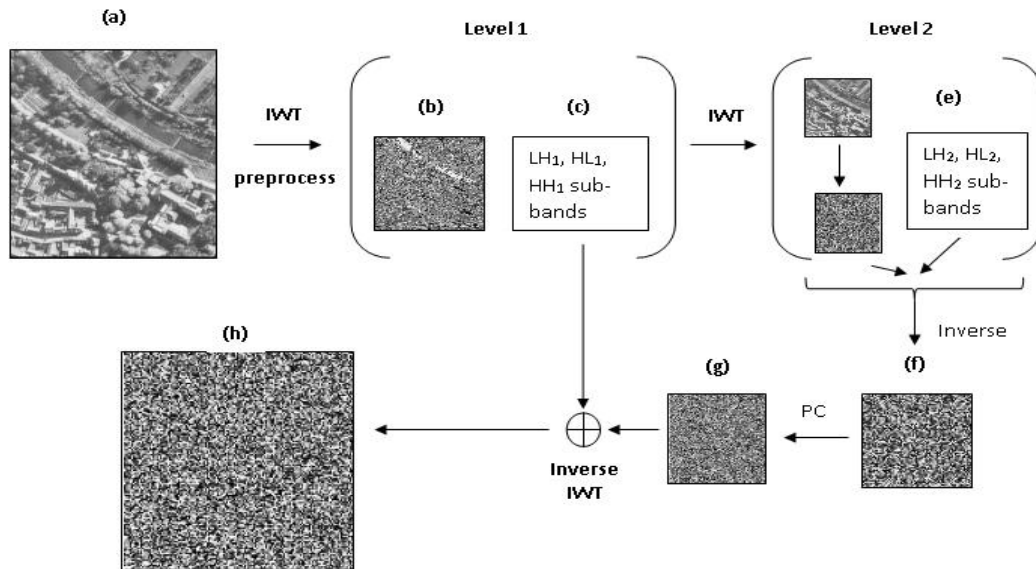 (a)
Level 1
Level 2
IWT
preprocess
(b)
(c)
LH₁, HL₁,
HH₁ sub-
bands
IWT
(e)
LH₂, HL₂,
HH₂ sub-
bands
Inverse
(h)
(g)
(f)
PC
Inverse
IWT